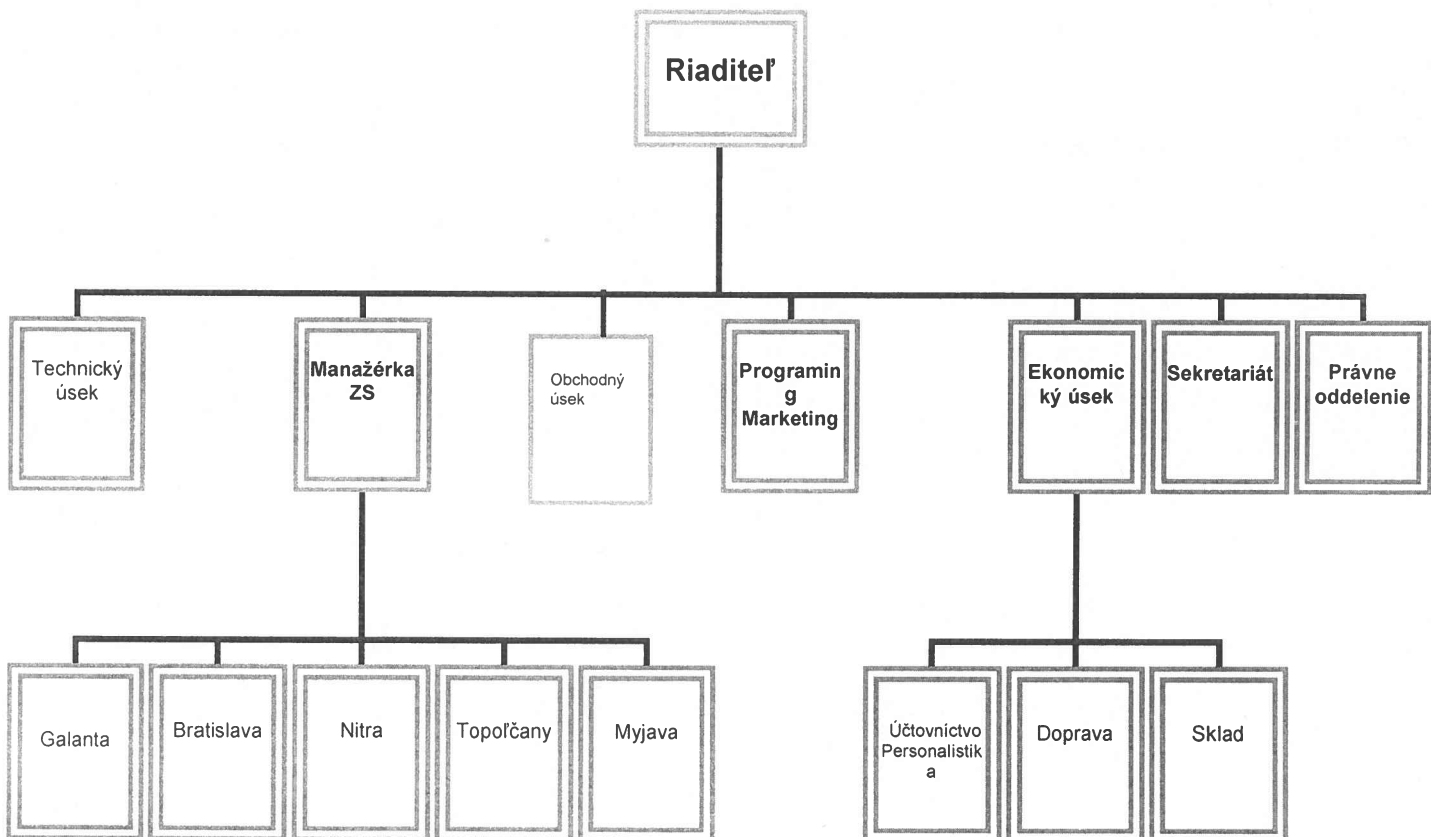 Riaditeľ
Technický
úsek
Manažérka
ZS
Obchodný
úsek
Programin
g
Marketing
Ekonomic
ký úsek
Sekretariát
Právne
oddelenie
Galanta
Bratislava
Nitra
Topoľčany
Myjava
Účtovníctvo
Personalistik
a
Doprava
Sklad